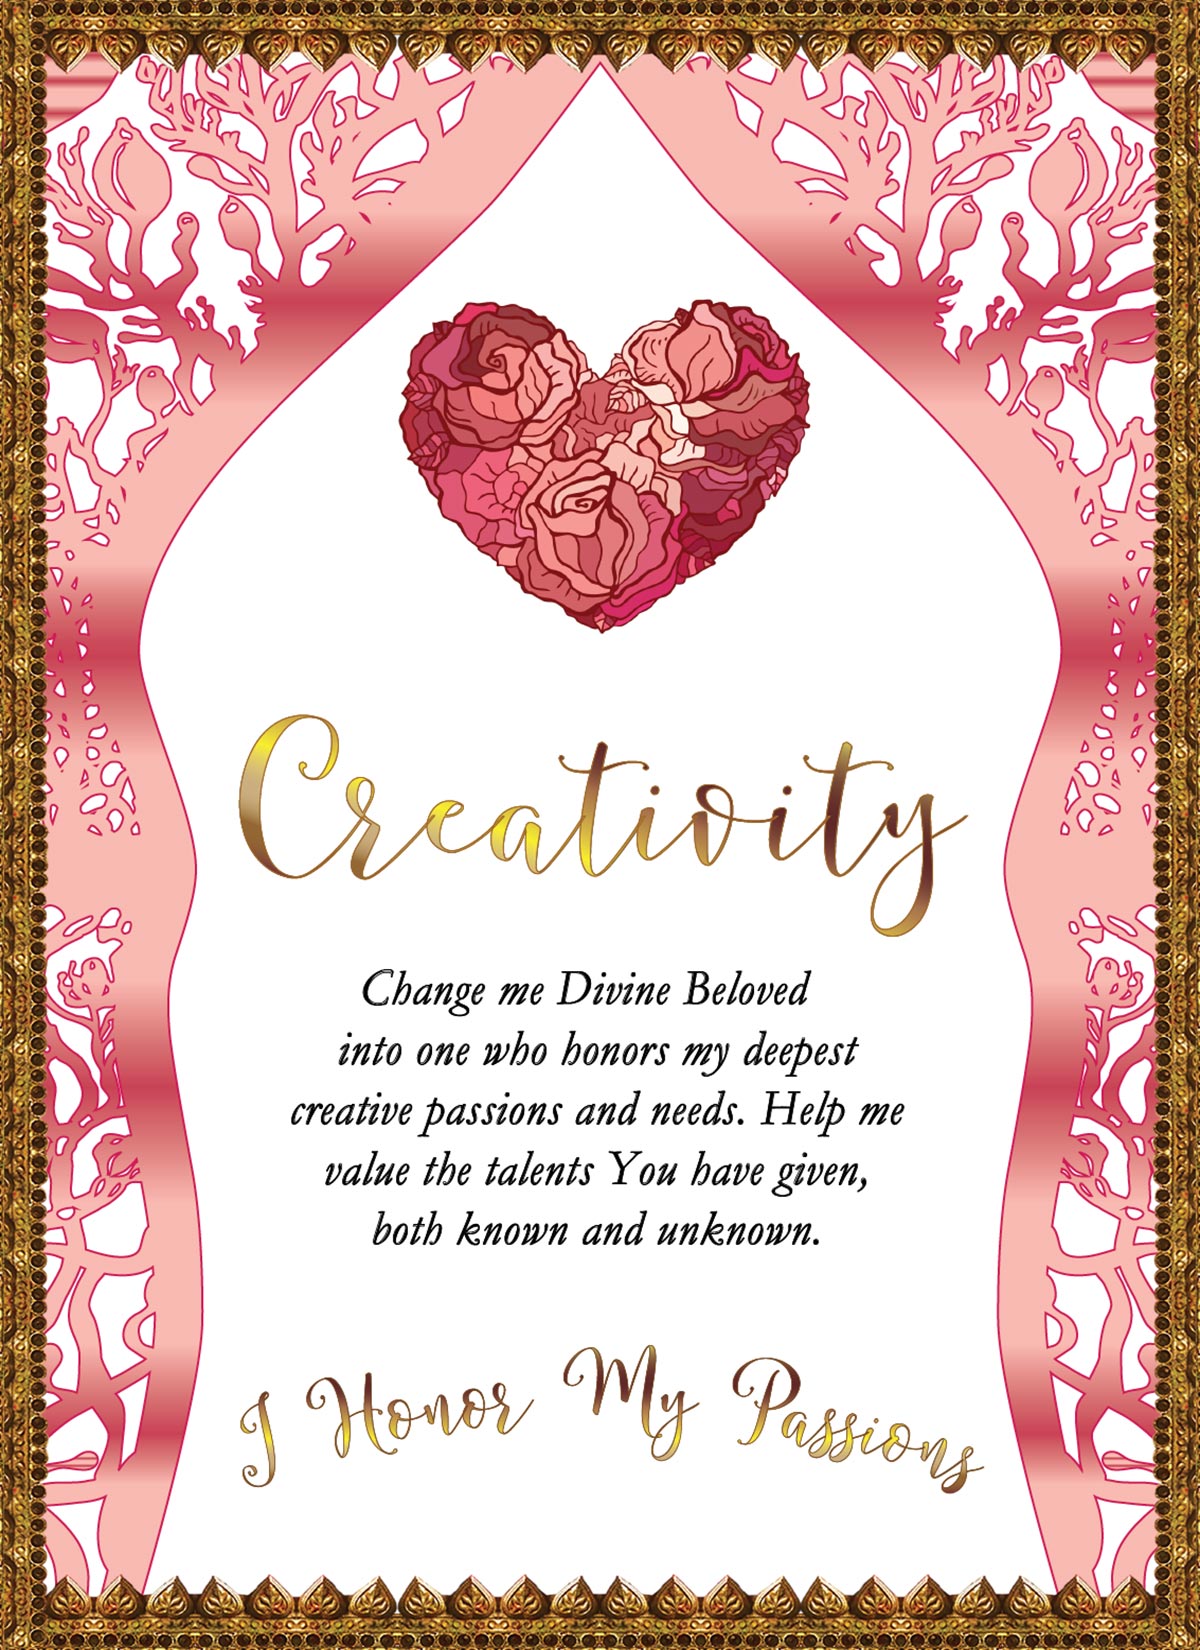 Creativity
Change me Divine Beloved
into one who honors my deepest
creative passions and needs. Help me
value the talents You have given,
both known and unknown.
I Honor My Passions